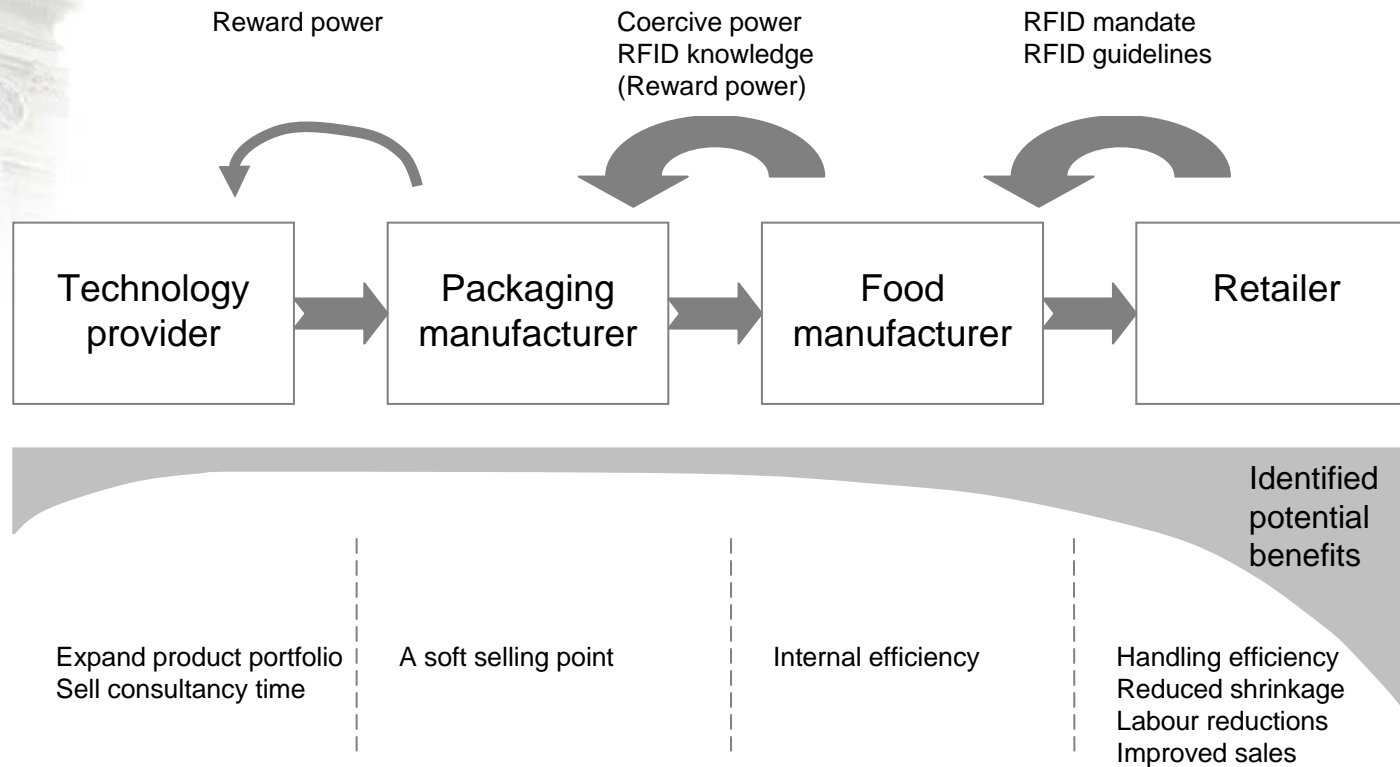 Reward power
Coercive power
RFID knowledge
(Reward power)
RFID mandate
RFID guidelines
Technology
provider
Packaging
manufacturer
Food
manufacturer
Retailer
Identified
potential
benefits
Expand product portfolio
Sell consultancy time
A soft selling point
Internal efficiency
Handling efficiency
Reduced shrinkage
Labour reductions
Improved sales